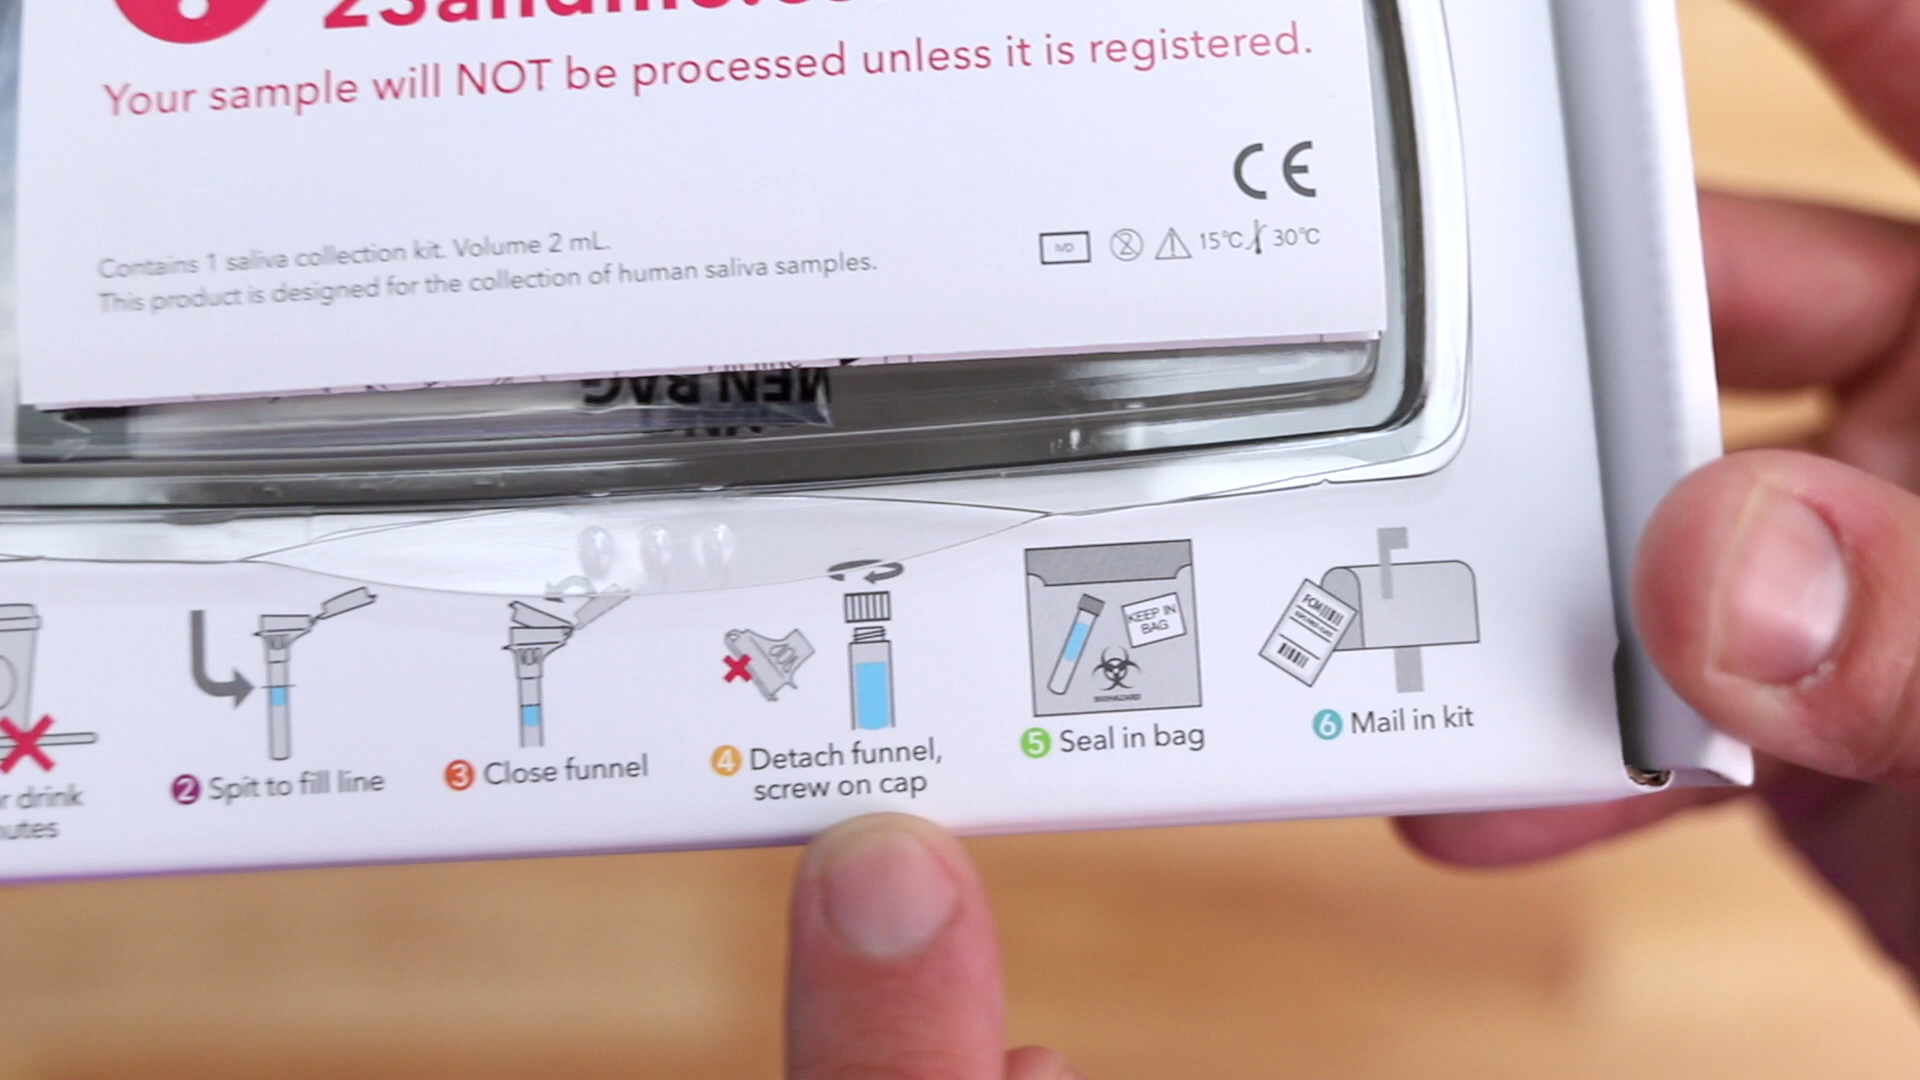 Your sample will NOT be processed unless it is registered.
CE
Contains 1 saliva collection kit. Volume 2 mL.
This product is designed for the collection of human saliva samples.
IVD
2
15°C
30°C
MEN BAG
KEEP IN
BAG
BIOHAZARD
r drink
utes
2 Spit to fill line
3 Close funnel
4 Detach funnel,
screw on cap
5 Seal in bag
6 Mail in kit